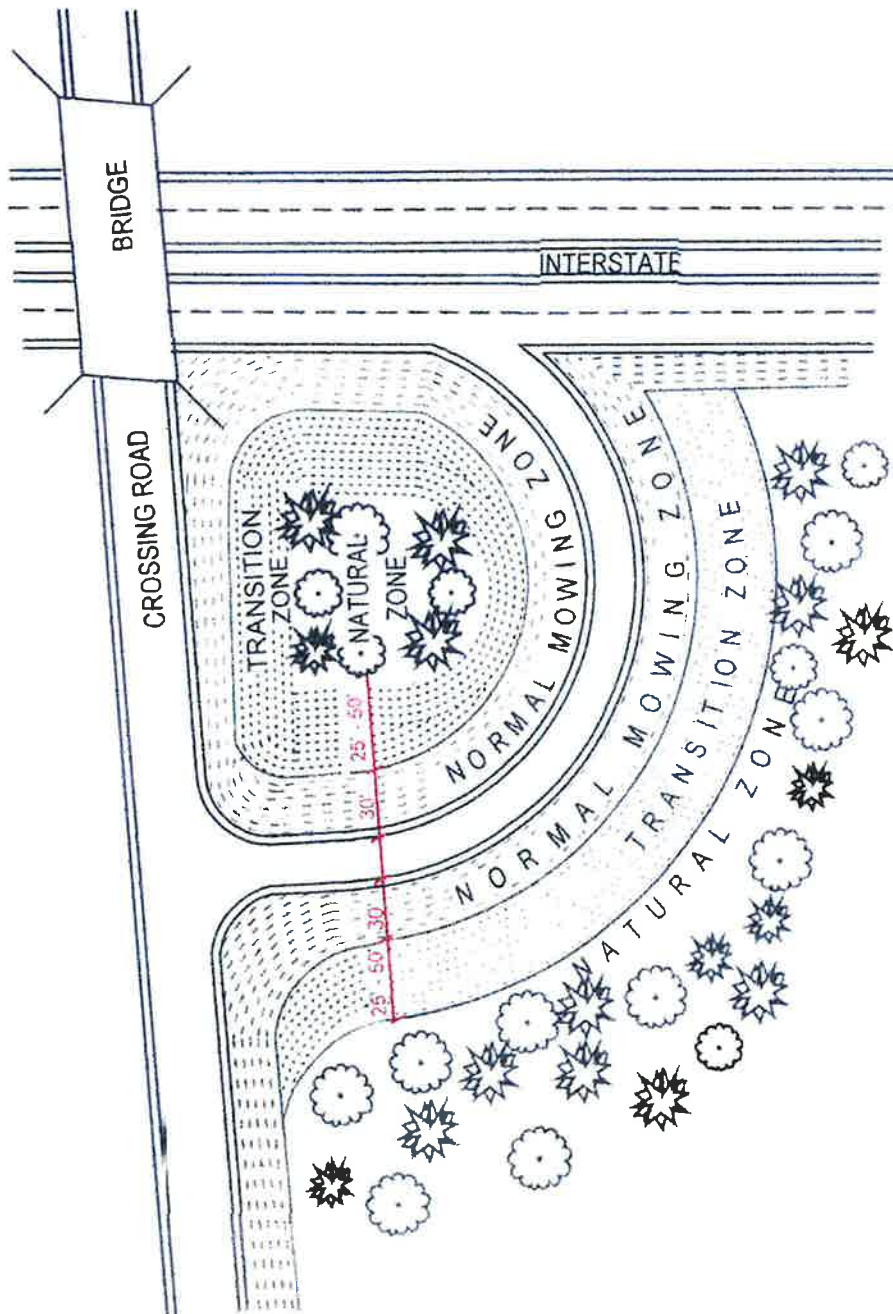 BRIDGE
INTERSTATE
CROSSING ROAD
TRANSITION
ZONE
NATURAL
ZONE
NORMAL MOWING ZONE
NORMAL MOWING ZONE
TRANSITION ZONE
NATURAL ZONE
25' 50'
30'
30'
25' 50'